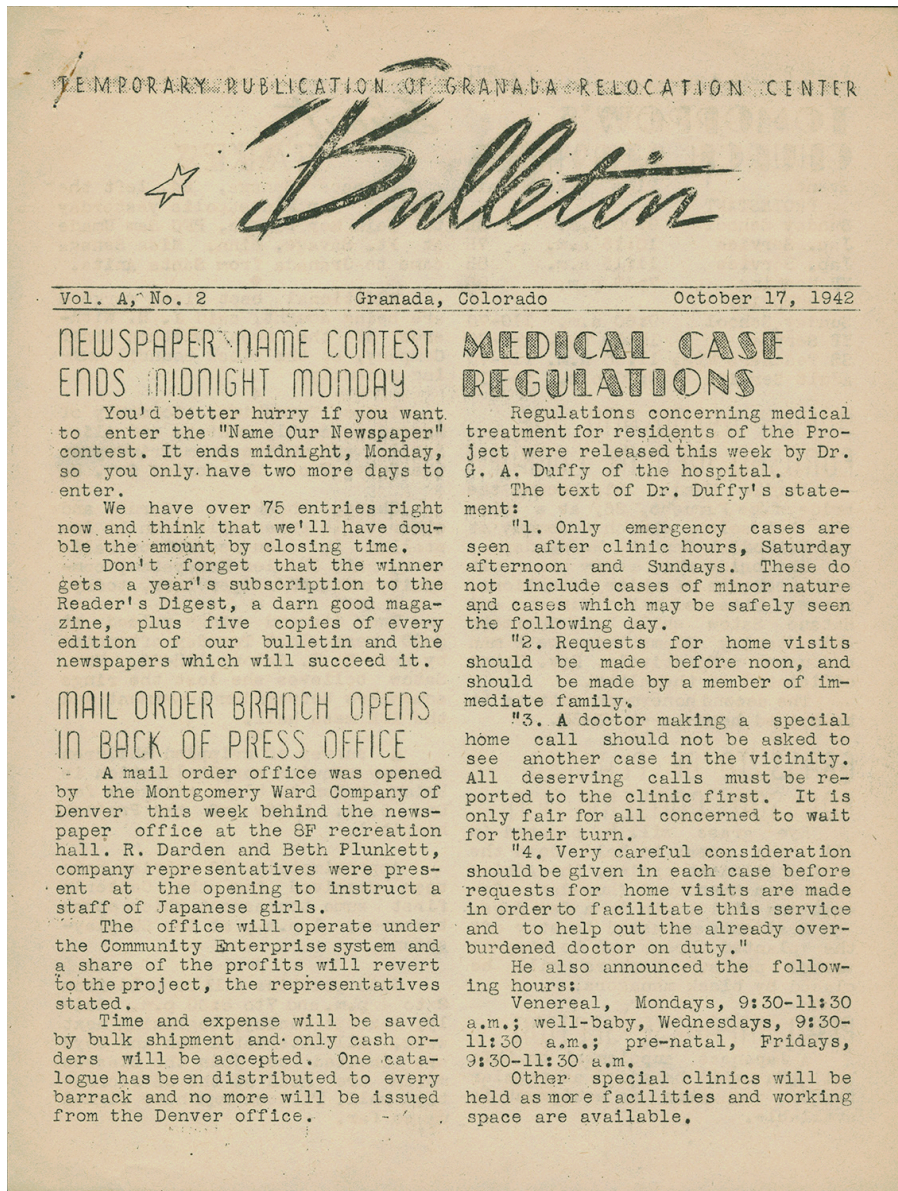 TEMPORARY PUBLICATION OF GRANADA RELOCATION CENTER
Bulletin
Vol. A, No. 2 Granada, Colorado October 17, 1942
NEWSPAPER NAME CONTEST
ENDS MIDNIGHT MONDAY
You'd better hurry if you want
to enter the "Name Our Newspaper"
contest. It ends midnight, Monday,
so you only have two more days to
enter.
We have over 75 entries right
now and think that we'll have dou-
ble the amount by closing time.
Don't forget that the winner
gets a year's subscription to the
Reader's Digest, a darn good maga-
zine, plus five copies of every
edition of our bulletin and the
newspapers which will succeed it.
MAIL ORDER BRANCH OPENS
IN BACK OF PRESS OFFICE
A mail order office was opened
by the Montgomery Ward Company of
Denver this week behind the news-
paper office at the 8F recreation
hall. R. Darden and Beth Plunkett,
company representatives were pres-
ent at the opening to instruct a
staff of Japanese girls.
The office will operate under
the Community Enterprise system and
a share of the profits will revert
to the project, the representatives
stated.
Time and expense will be saved
by bulk shipment and only cash or-
ders will be accepted. One cata-
logue has been distributed to every
barrack and no more will be issued
from the Denver office.
MEDICAL CASE
REGULATIONS
Regulations concerning medical
treatment for residents of the Pro-
ject were released this week by Dr.
G. A. Duffy of the hospital.
The text of Dr. Duffy's state-
ment:
"1. Only emergency cases are
seen after clinic hours, Saturday
afternoon and Sundays. These do
not include cases of minor nature
and cases which may be safely seen
the following day.
"2. Requests for home visits
should be made before noon, and
should be made by a member of im-
mediate family.
"3. A doctor making a special
home call should not be asked to
see another case in the vicinity.
All deserving calls must be re-
ported to the clinic first. It is
only fair for all concerned to wait
for their turn.
"4. Very careful consideration
should be given in each case before
requests for home visits are made
in order to facilitate this service
and to help out the already over-
burdened doctor on duty."
He also announced the follow-
ing hours:
Venereal, Mondays, 9:30-11:30
a.m.; well-baby, Wednesdays, 9:30-
11:30 a.m.; pre-natal, Fridays,
9:30-11:30 a.m.
Other special clinics will be
held as more facilities and working
space are available.